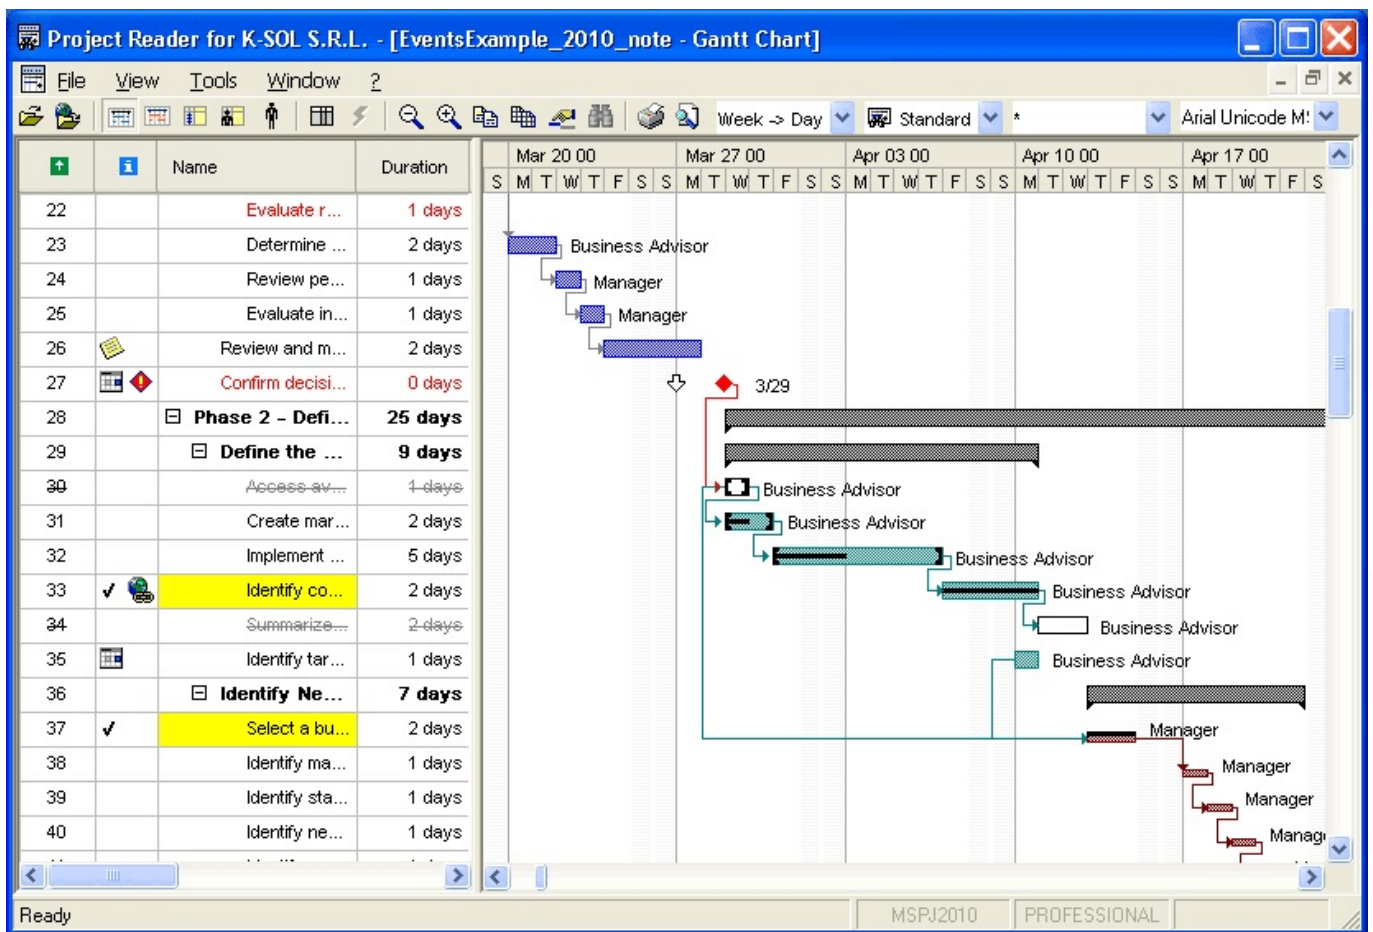 Project Reader for K-SOL S.R.L. - [EventsExample_2010_note - Gantt Chart]
File View Tools Window ?
Week -> Day Standard * Arial Unicode M:
Name Duration Mar 20 00 Mar 27 00 Apr 03 00 Apr 10 00 Apr 17 00
S M T W T F S S M T W T F S S M T W T F S S M T W T F S S M T W T F S
22 Evaluate r... 1 days
23 Determine ... 2 days Business Advisor
24 Review pe... 1 days Manager
25 Evaluate in... 1 days Manager
26 Review and m... 2 days
27 Confirm decisi... 0 days 3/29
28 Phase 2 - Defi... 25 days
29 Define the ... 9 days
30 Access av... 1 days Business Advisor
31 Create mar... 2 days Business Advisor
32 Implement ... 5 days Business Advisor
33 Identify co... 2 days Business Advisor
34 Summarize... 2 days Business Advisor
35 Identify tar... 1 days Business Advisor
36 Identify Ne... 7 days
37 Select a bu... 2 days Manager
38 Identify ma... 1 days Manager
39 Identify sta... 1 days Manager
40 Identify ne... 1 days Manag
Ready MSPJ2010 PROFESSIONAL